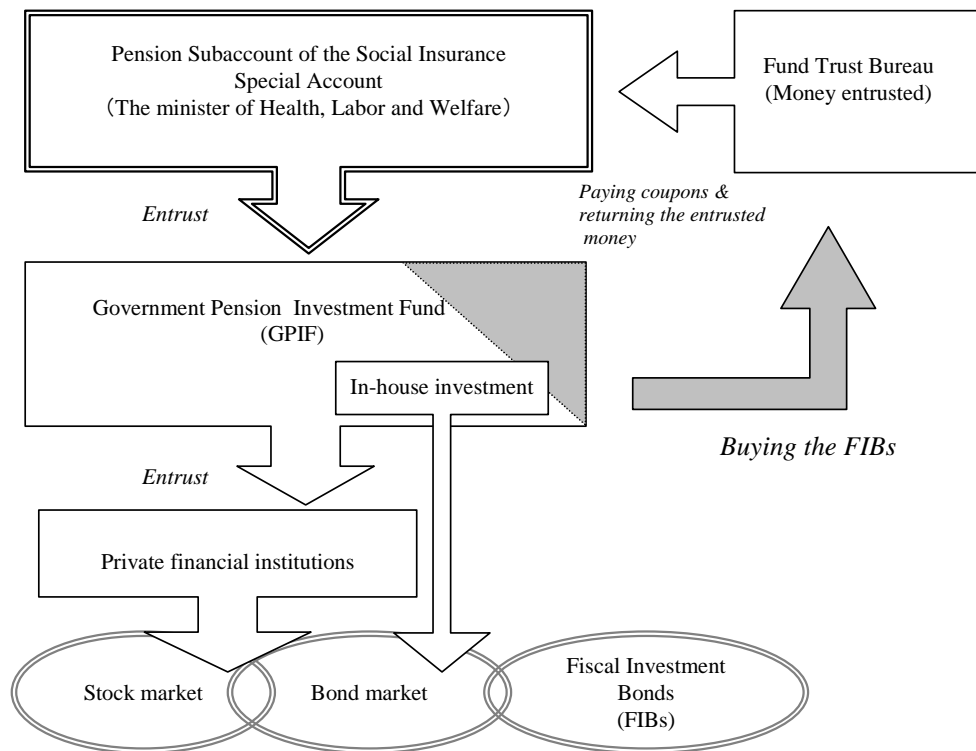 Pension Subaccount of the Social Insurance
Special Account
（The minister of Health, Labor and Welfare）
Fund Trust Bureau
(Money entrusted)
Entrust
Paying coupons &
returning the entrusted
money
Government Pension Investment Fund
(GPIF)
In-house investment
Buying the FIBs
Entrust
Private financial institutions
Stock market
Bond market
Fiscal Investment
Bonds
(FIBs)